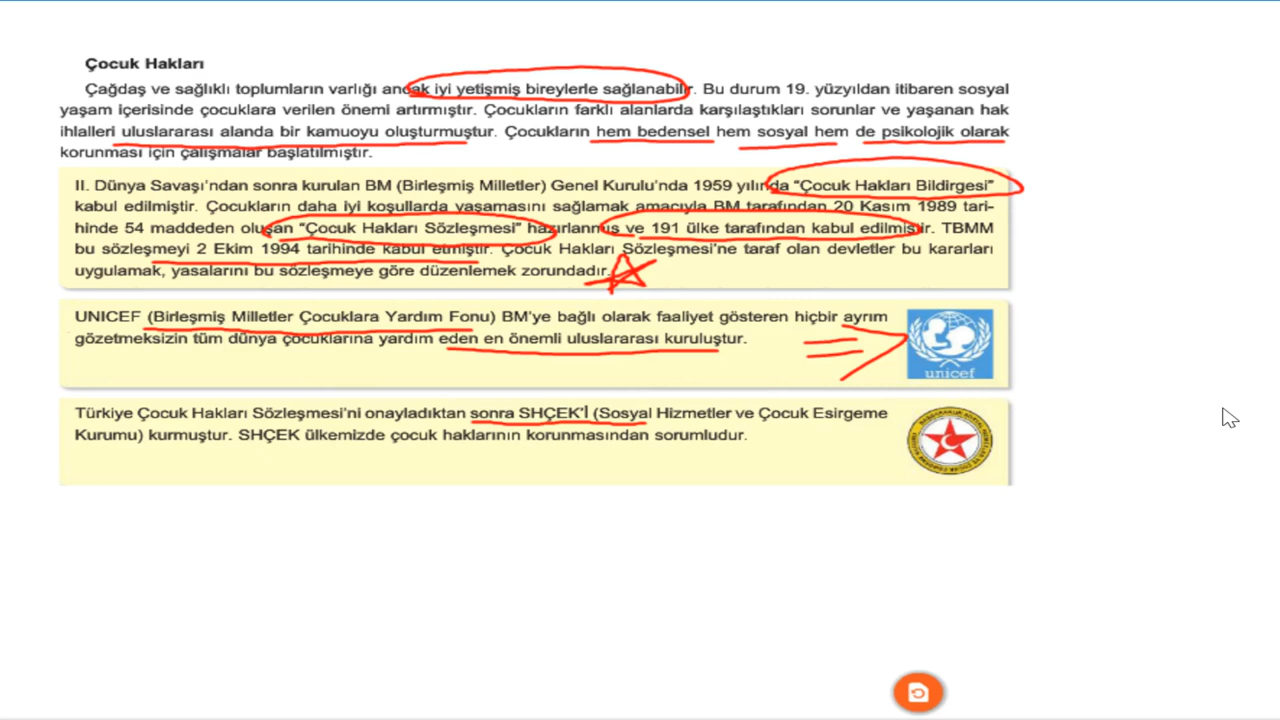 Çocuk Hakları
Çağdaş ve sağlıklı toplumların varlığı ancak iyi yetişmiş bireylerle sağlanabilir. Bu durum 19. yüzyıldan itibaren sosyal
yaşam içerisinde çocuklara verilen önemi artırmıştır. Çocukların farklı alanlarda karşılaştıkları sorunlar ve yaşanan hak
ihlalleri uluslararası alanda bir kamuoyu oluşturmuştur. Çocukların hem bedensel hem sosyal hem de psikolojik olarak
korunması için çalışmalar başlatılmıştır.
II. Dünya Savaşı'ndan sonra kurulan BM (Birleşmiş Milletler) Genel Kurulu'nda 1959 yılında “Çocuk Hakları Bildirgesi”
kabul edilmiştir. Çocukların daha iyi koşullarda yaşamasını sağlamak amacıyla BM tarafından 20 Kasım 1989 tari-
hinde 54 maddeden oluşan “Çocuk Hakları Sözleşmesi” hazırlanmış ve 191 ülke tarafından kabul edilmiştir. TBMM
bu sözleşmeyi 2 Ekim 1994 tarihinde kabul etmiştir. Çocuk Hakları Sözleşmesi'ne taraf olan devletler bu kararları
uygulamak, yasalarını bu sözleşmeye göre düzenlemek zorundadır.
UNICEF (Birleşmiş Milletler Çocuklara Yardım Fonu) BM'ye bağlı olarak faaliyet gösteren hiçbir ayrım
gözetmeksizin tüm dünya çocuklarına yardım eden en önemli uluslararası kuruluştur.
unicef
Türkiye Çocuk Hakları Sözleşmesi'ni onayladıktan sonra SHÇEK'İ (Sosyal Hizmetler ve Çocuk Esirgeme
Kurumu) kurmuştur. SHÇEK ülkemizde çocuk haklarının korunmasından sorumludur.